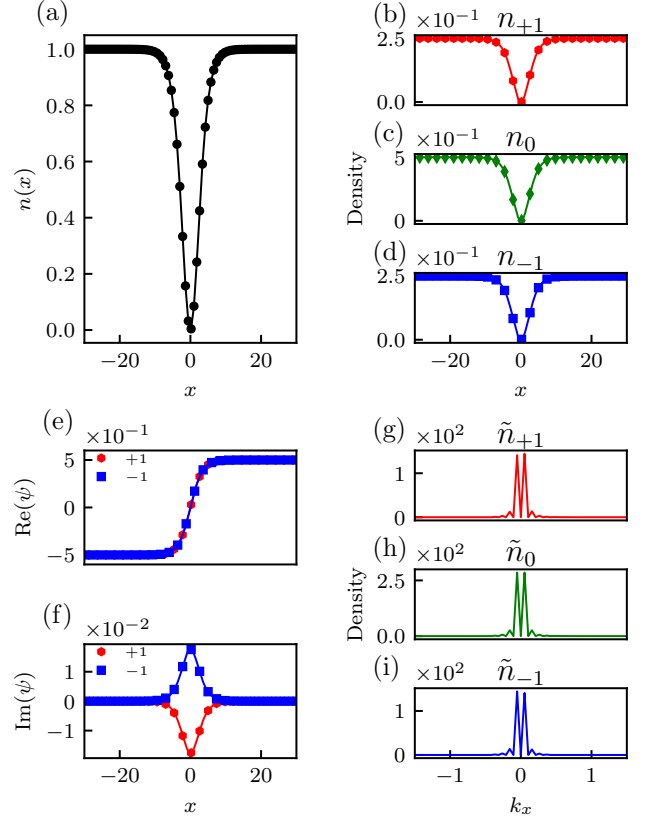 (a)
n(x)
1.0
0.8
0.6
0.4
0.2
0.0
−20
0
20
x
(b)
×10⁻¹
n₊₁
2.5
0.0
(c)
×10⁻¹
n₀
5
0
Density
(d)
×10⁻¹
n₋₁
2.5
0.0
−20
0
20
x
(e)
×10⁻¹
Re(ψ)
5
0
−5
+1
−1
(f)
×10⁻²
Im(ψ)
1
0
−1
+1
−1
−20
0
20
x
(g)
×10²
ñ₊₁
1
0
(h)
×10²
ñ₀
2.5
0.0
Density
(i)
×10²
ñ₋₁
1
0
−1
0
1
kₓ